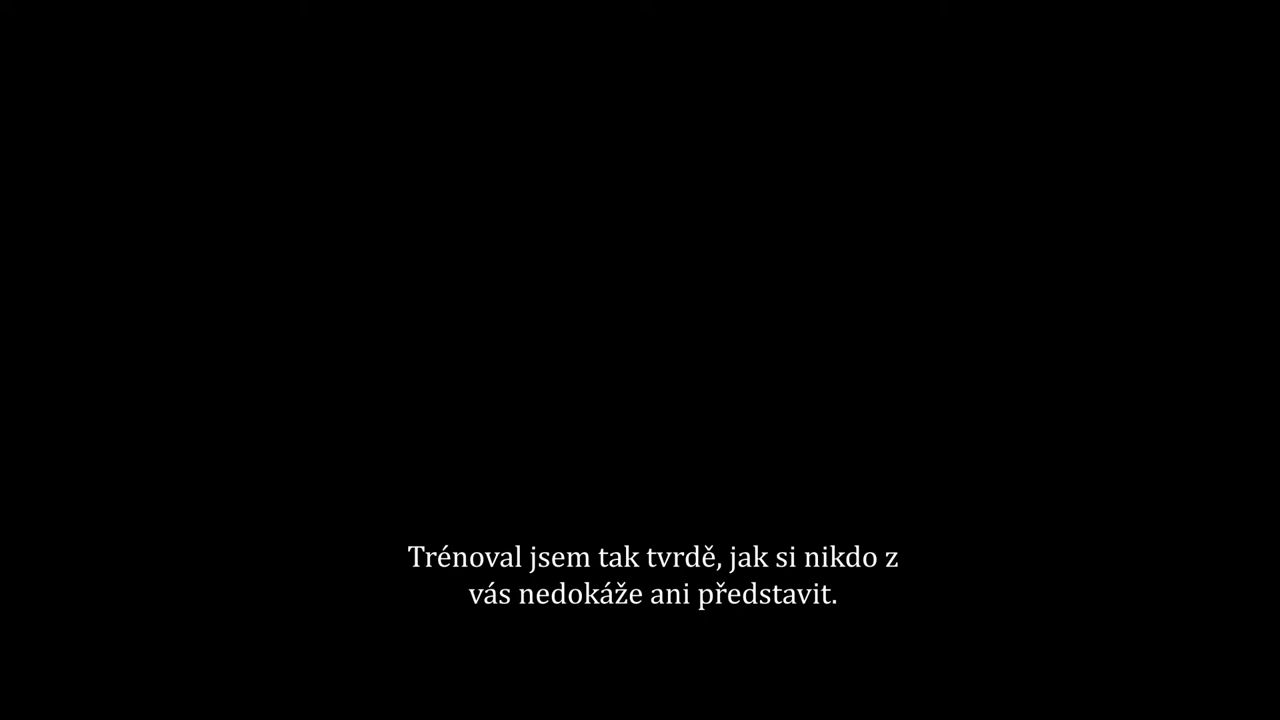 Trénoval jsem tak tvrdě, jak si nikdo z
vás nedokáže ani představit.